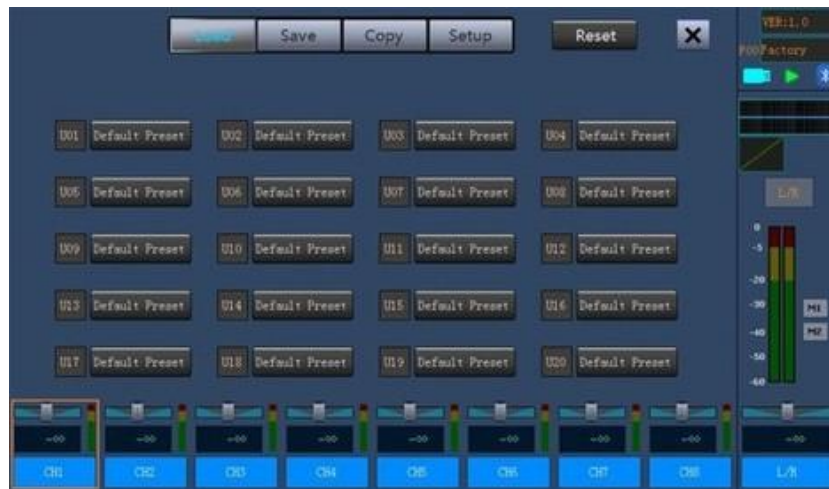 Load Save Copy Setup Reset X
VER:1.0
P00Factory
U01 Default Preset U02 Default Preset U03 Default Preset U04 Default Preset
U05 Default Preset U06 Default Preset U07 Default Preset U08 Default Preset
L/R
U09 Default Preset U10 Default Preset U11 Default Preset U12 Default Preset
0
-5
-20
U13 Default Preset U14 Default Preset U15 Default Preset U16 Default Preset
-30
M1
-40
M2
U17 Default Preset U18 Default Preset U19 Default Preset U20 Default Preset
-50
-60
-∞ -∞ -∞ -∞ -∞ -∞ -∞ -∞ -∞
CH1 CH2 CH3 CH4 CH5 CH6 CH7 CH8 L/R